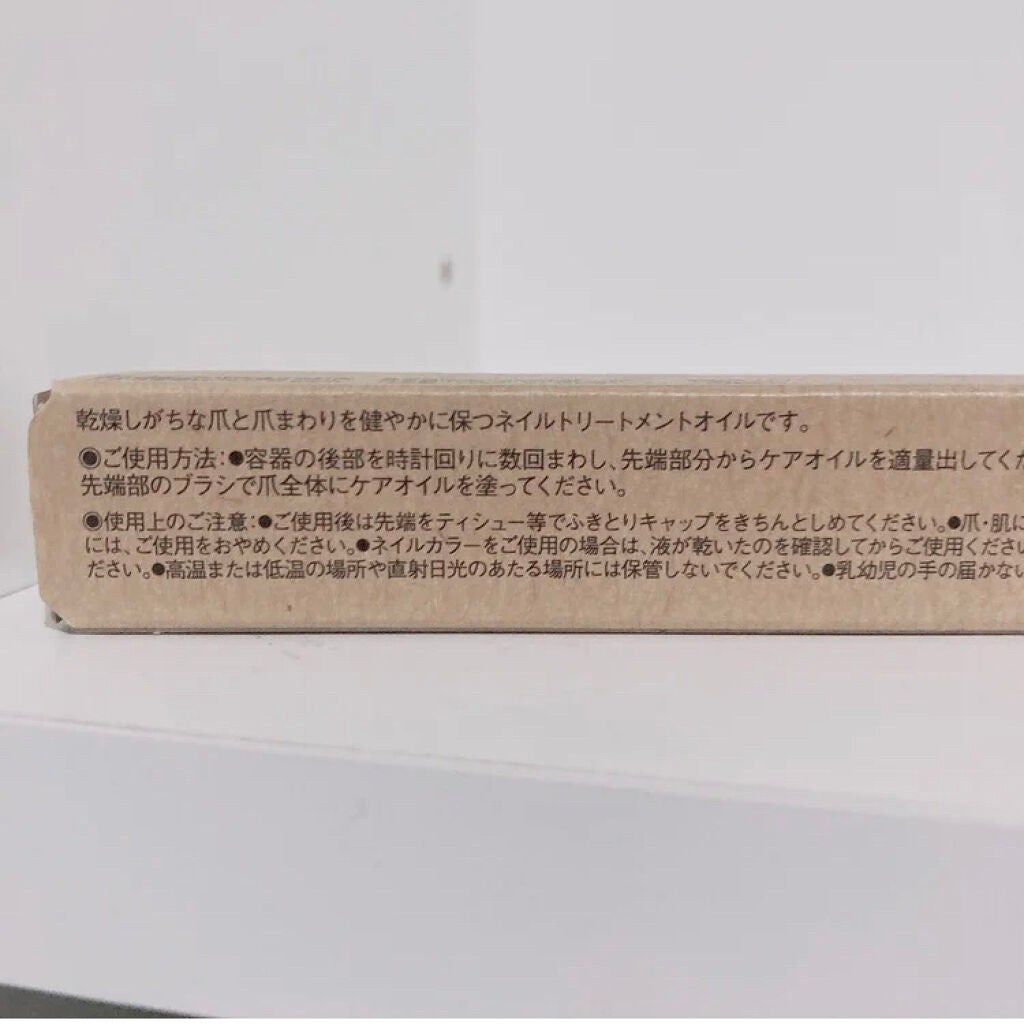 乾燥しがちな爪と爪まわりを健やかに保つネイルトリートメントオイルです。
◉ご使用方法：●容器の後部を時計回りに数回まわし、先端部分からケアオイルを適量出してくだ
先端部のブラシで爪全体にケアオイルを塗ってください。
◉使用上のご注意：●ご使用後は先端をティシュー等でふきとりキャップをきちんとしめてください。●爪・肌に
には、ご使用をおやめください。●ネイルカラーをご使用の場合は、液が乾いたのを確認してからご使用くださ
ださい。●高温または低温の場所や直射日光のあたる場所には保管しないでください。●乳幼児の手の届かな